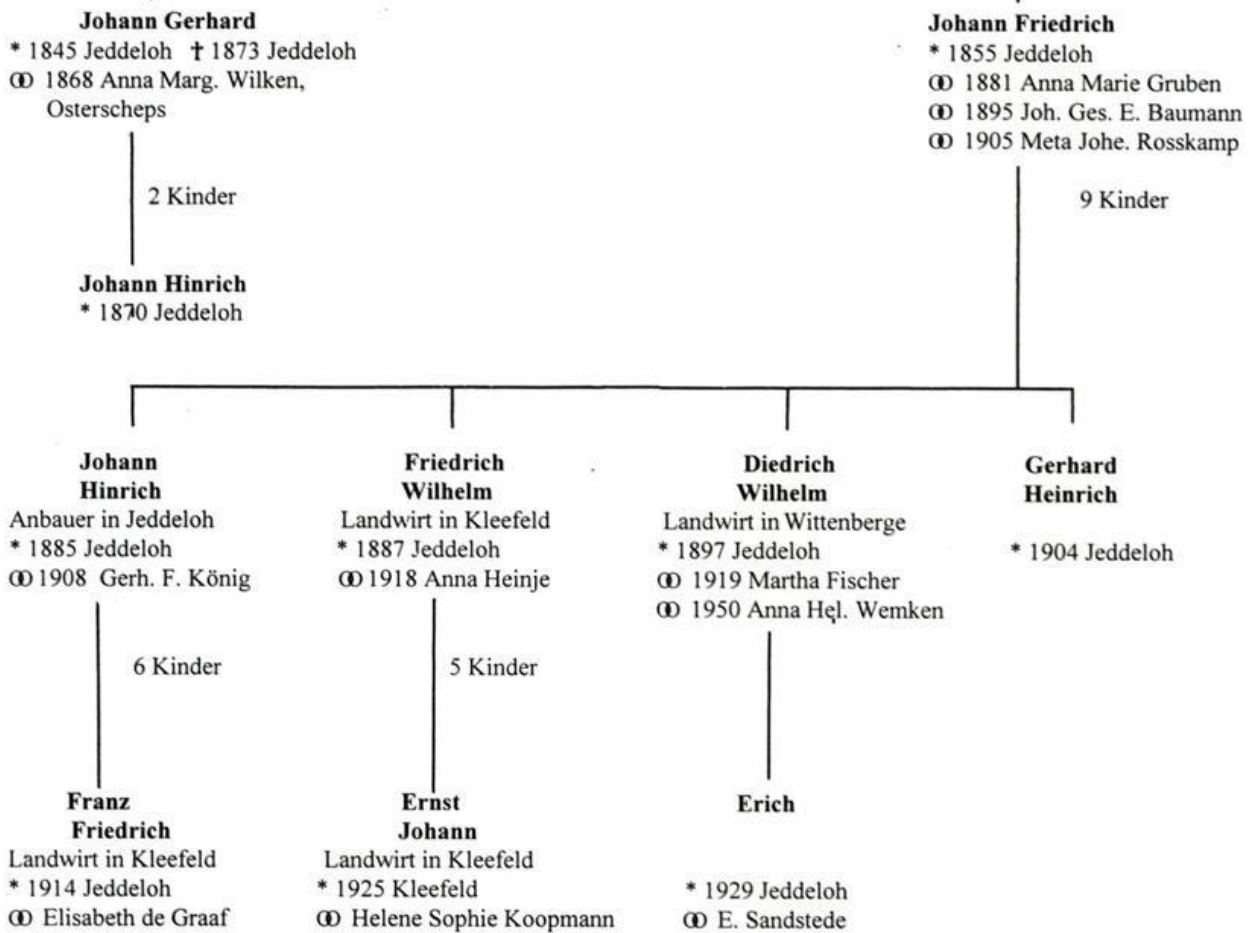 Johann Gerhard
* 1845 Jeddeloh † 1873 Jeddeloh
⚭ 1868 Anna Marg. Wilken,
Osterscheps
2 Kinder
Johann Hinrich
* 1870 Jeddeloh
Johann Friedrich
* 1855 Jeddeloh
⚭ 1881 Anna Marie Gruben
⚭ 1895 Joh. Ges. E. Baumann
⚭ 1905 Meta Johe. Rosskamp
9 Kinder
Johann
Hinrich
Anbauer in Jeddeloh
* 1885 Jeddeloh
⚭ 1908 Gerh. F. König
6 Kinder
Friedrich
Wilhelm
Landwirt in Kleefeld
* 1887 Jeddeloh
⚭ 1918 Anna Heinje
5 Kinder
Diedrich
Wilhelm
Landwirt in Wittenberge
* 1897 Jeddeloh
⚭ 1919 Martha Fischer
⚭ 1950 Anna Hel. Wemken
Gerhard
Heinrich
* 1904 Jeddeloh
Franz
Friedrich
Landwirt in Kleefeld
* 1914 Jeddeloh
⚭ Elisabeth de Graaf
Ernst
Johann
Landwirt in Kleefeld
* 1925 Kleefeld
⚭ Helene Sophie Koopmann
Erich
* 1929 Jeddeloh
⚭ E. Sandstede